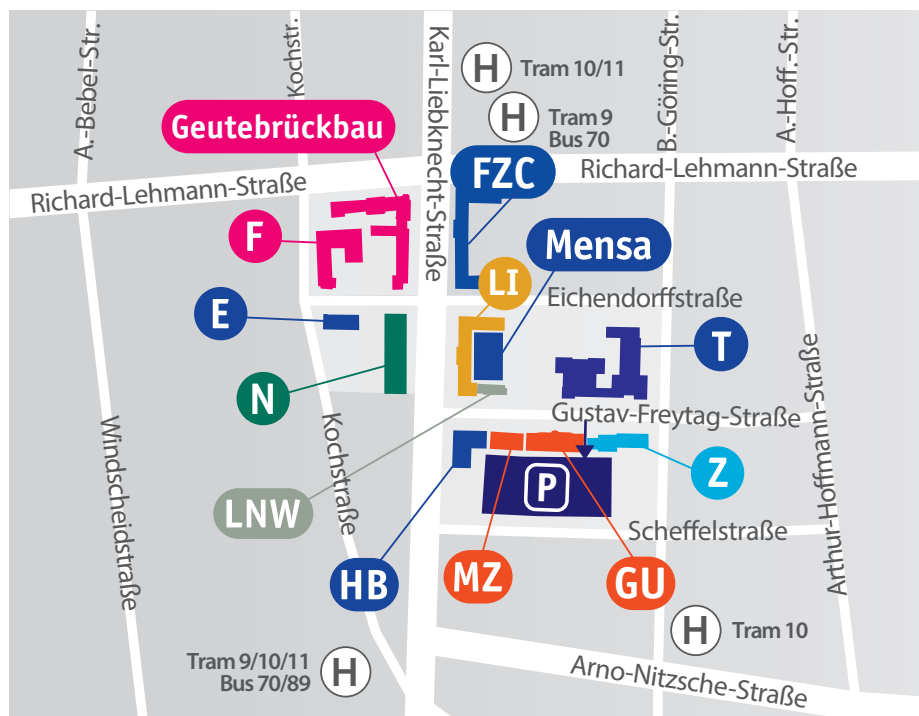 A.-Bebel-Str.
Kochstr.
Karl-Liebknecht-Straße
H
Tram 10/11
H
Tram 9
Bus 70
B.-Göring-Str.
A.-Hoff.-Str.
Geutebrückbau
FZC
Richard-Lehmann-Straße
Richard-Lehmann-Straße
F
Mensa
LI
Eichendorffstraße
E
T
N
Gustav-Freytag-Straße
Windscheidstraße
Kochstraße
Arthur-Hoffmann-Straße
Z
P
LNW
Scheffelstraße
HB
MZ
GU
H
Tram 10
Tram 9/10/11
Bus 70/89
H
Arno-Nitzsche-Straße